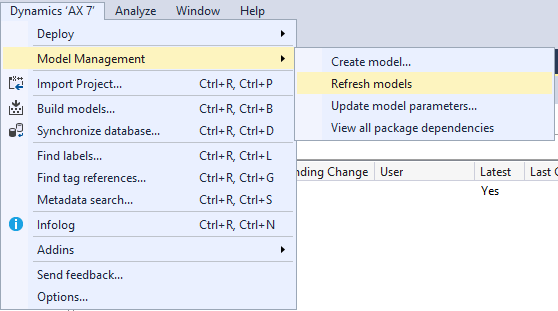 Dynamics 'AX 7' Analyze Window Help
Deploy
Model Management
Import Project... Ctrl+R, Ctrl+P
Build models... Ctrl+R, Ctrl+B
Synchronize database... Ctrl+R, Ctrl+D
Find labels... Ctrl+R, Ctrl+L
Find tag references... Ctrl+R, Ctrl+G
Metadata search... Ctrl+R, Ctrl+S
Infolog Ctrl+R, Ctrl+N
Addins
Send feedback...
Options...
Create model...
Refresh models
Update model parameters...
View all package dependencies
nding Change User Latest Last C
Yes